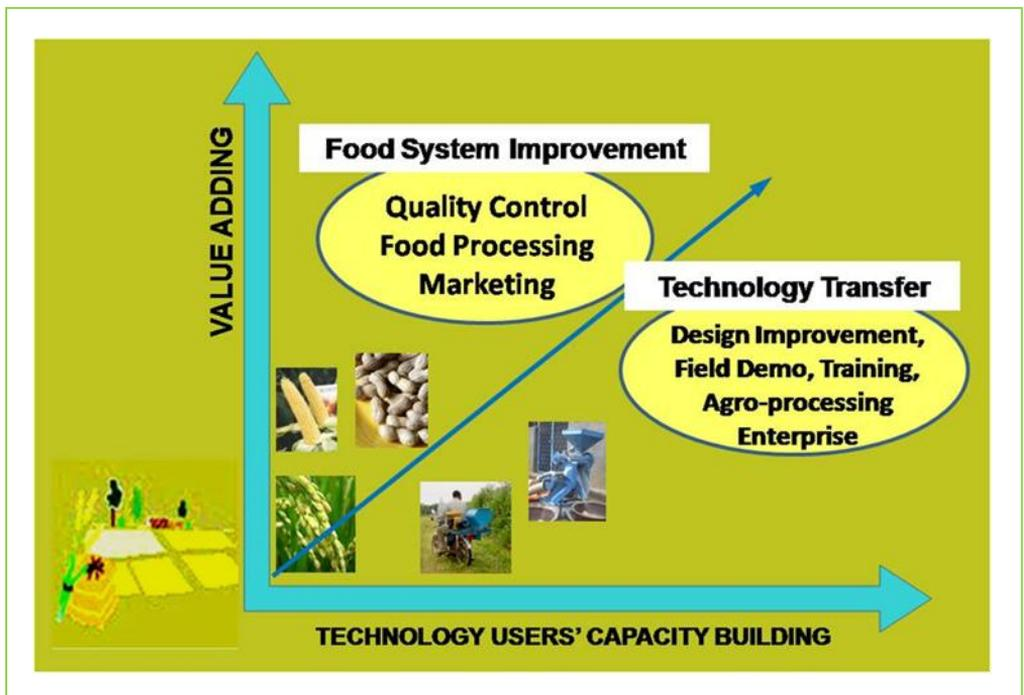 VALUE ADDING
Food System Improvement
Quality Control
Food Processing
Marketing
Technology Transfer
Design Improvement,
Field Demo, Training,
Agro-processing
Enterprise
TECHNOLOGY USERS' CAPACITY BUILDING